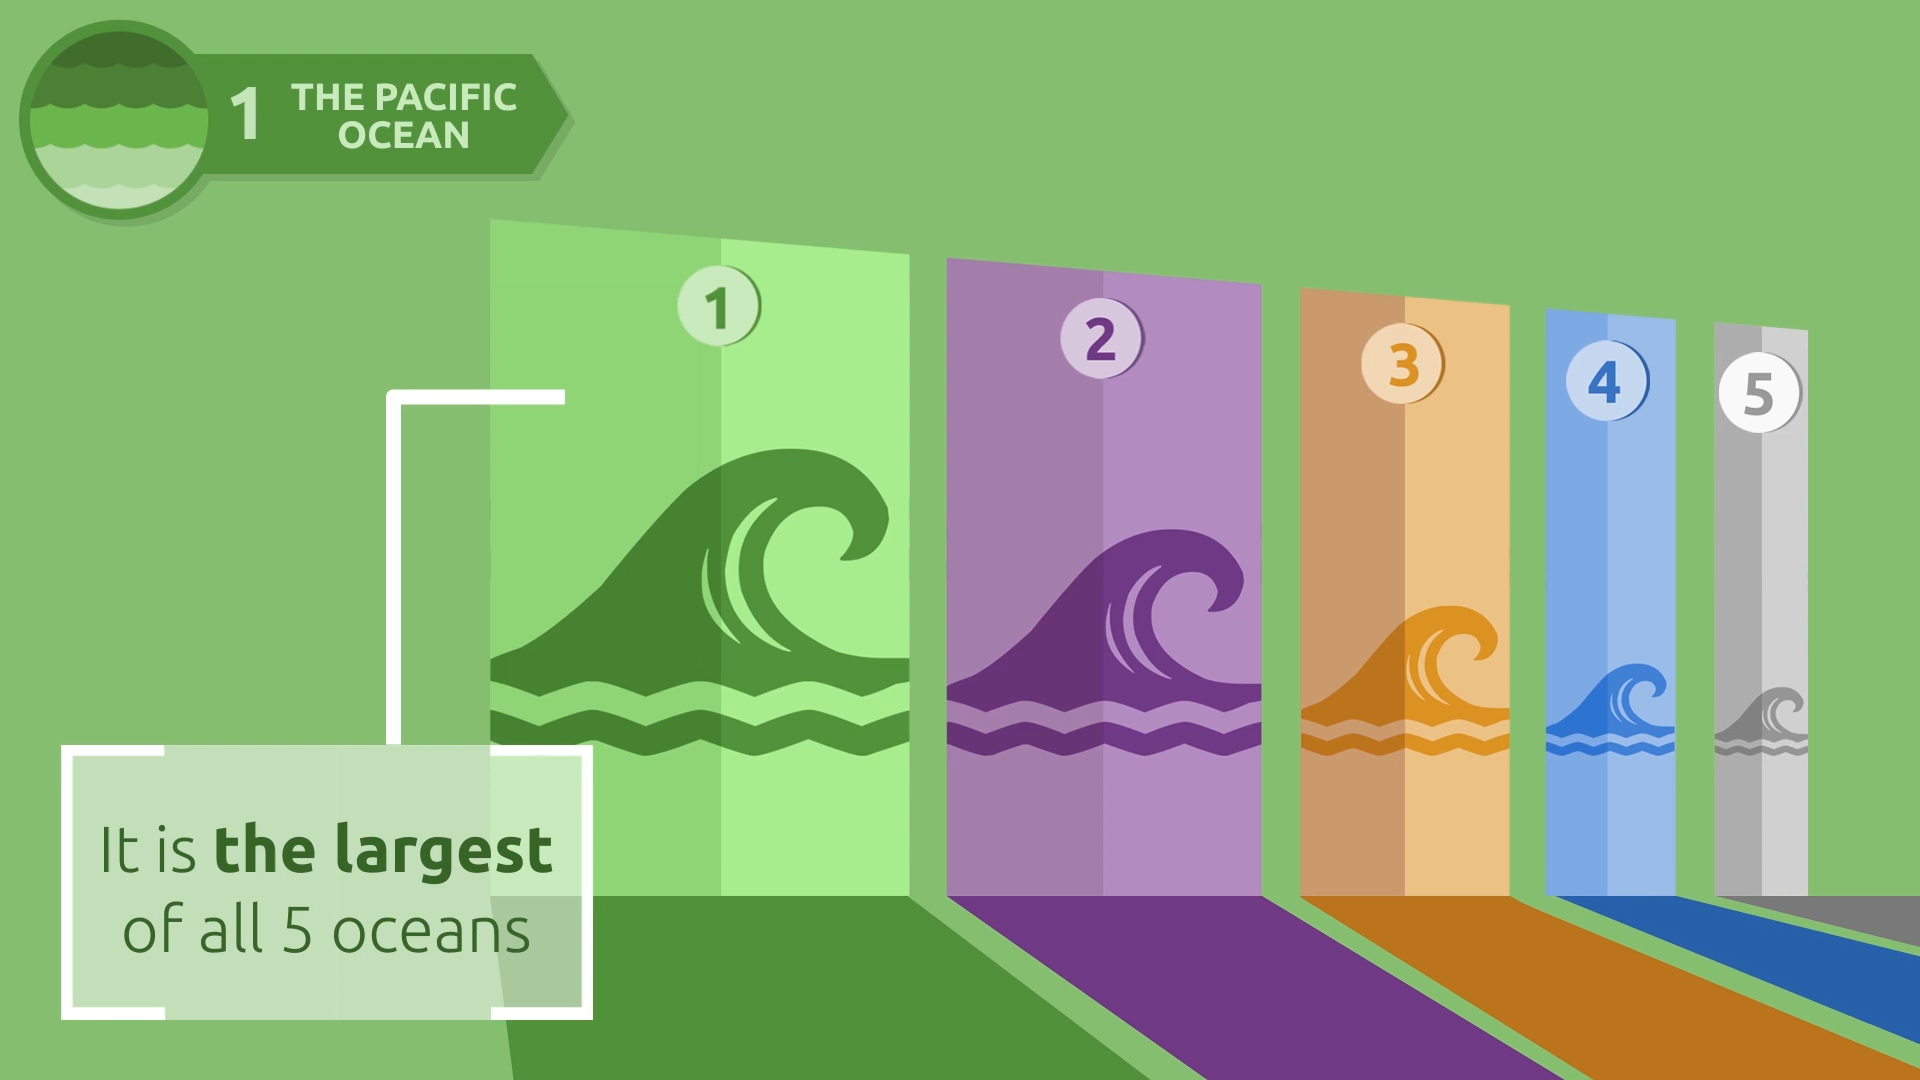 1
THE PACIFIC
OCEAN
1
2
3
4
5
It is the largest
of all 5 oceans